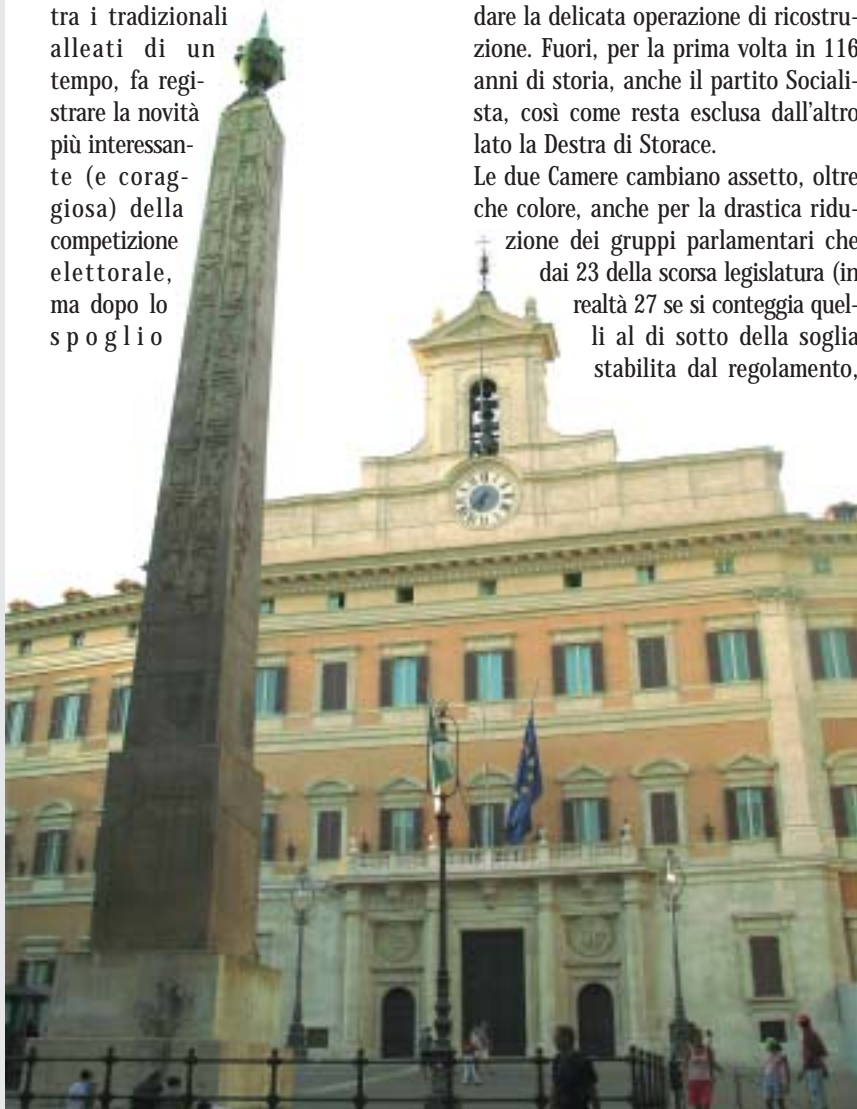 tra i tradizionali
alleati di un
tempo, fa regi-
strare la novità
più interessan-
te (e corag-
giosa) della
competizione
elettorale,
ma dopo lo
spoglio
dare la delicata operazione di ricostru-
zione. Fuori, per la prima volta in 116
anni di storia, anche il partito Sociali-
sta, così come resta esclusa dall'altro
lato la Destra di Storace.
Le due Camere cambiano assetto, oltre
che colore, anche per la drastica ridu-
zione dei gruppi parlamentari che
dai 23 della scorsa legislatura (in
realtà 27 se si conteggia quel-
li al di sotto della soglia
stabilita dal regolamento,